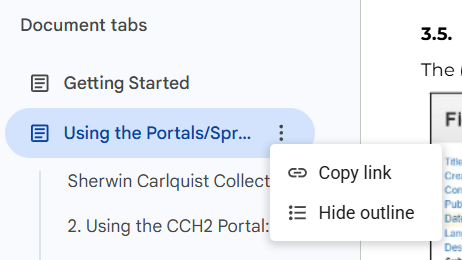 Document tabs
3.5.
Getting Started
The
Using the Portals/Spr...
Copy link
Sherwin Carlquist Collect
Hide outline
2. Using the CCH2 Portal: